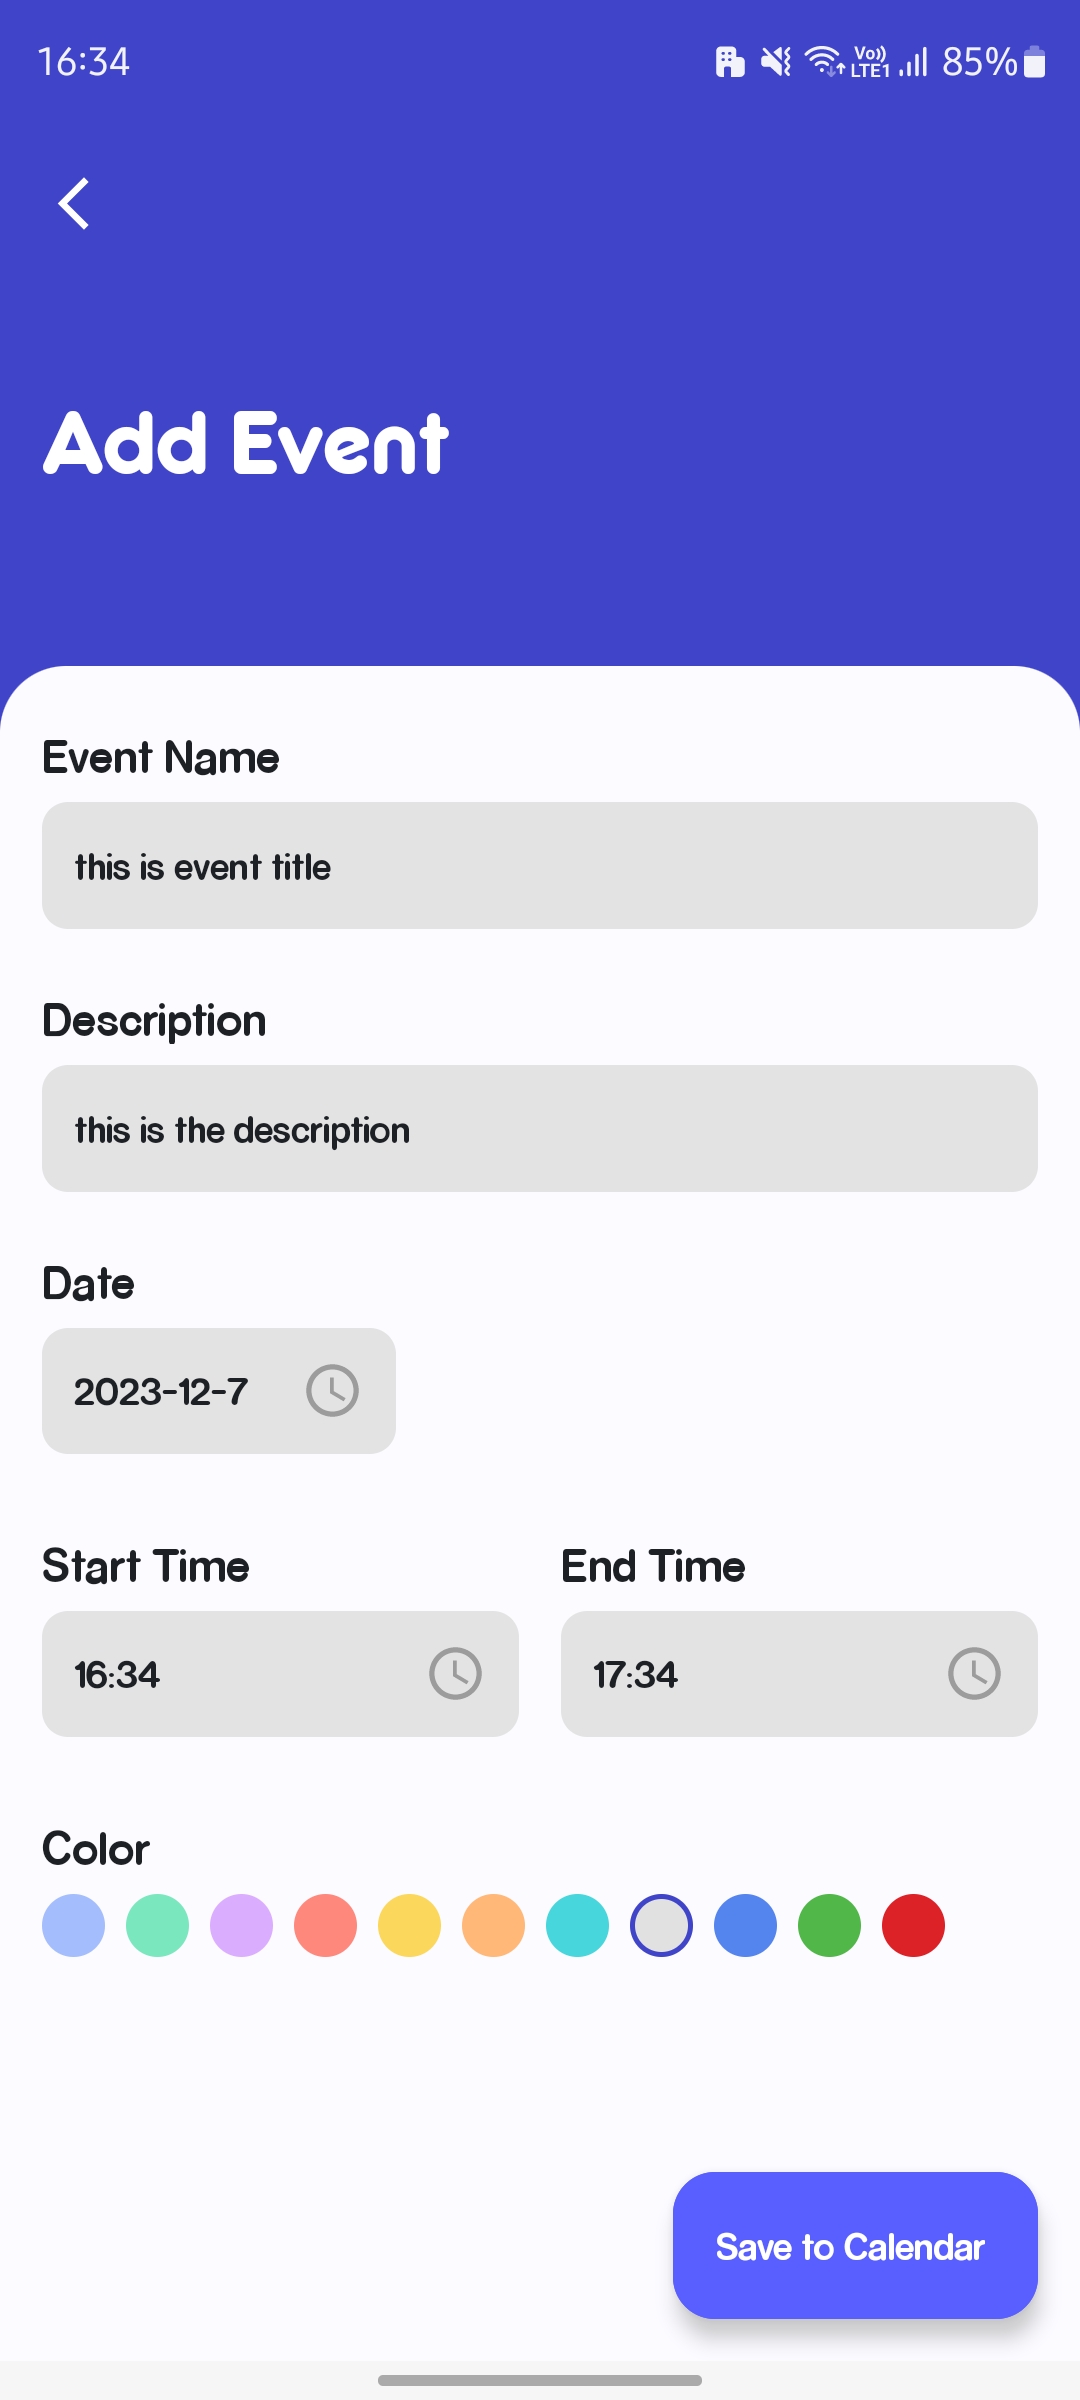 16:34
Vo)) LTE1 85%
Add Event
Event Name
this is event title
Description
this is the description
Date
2023-12-7
Start Time End Time
16:34 17:34
Color
Save to Calendar